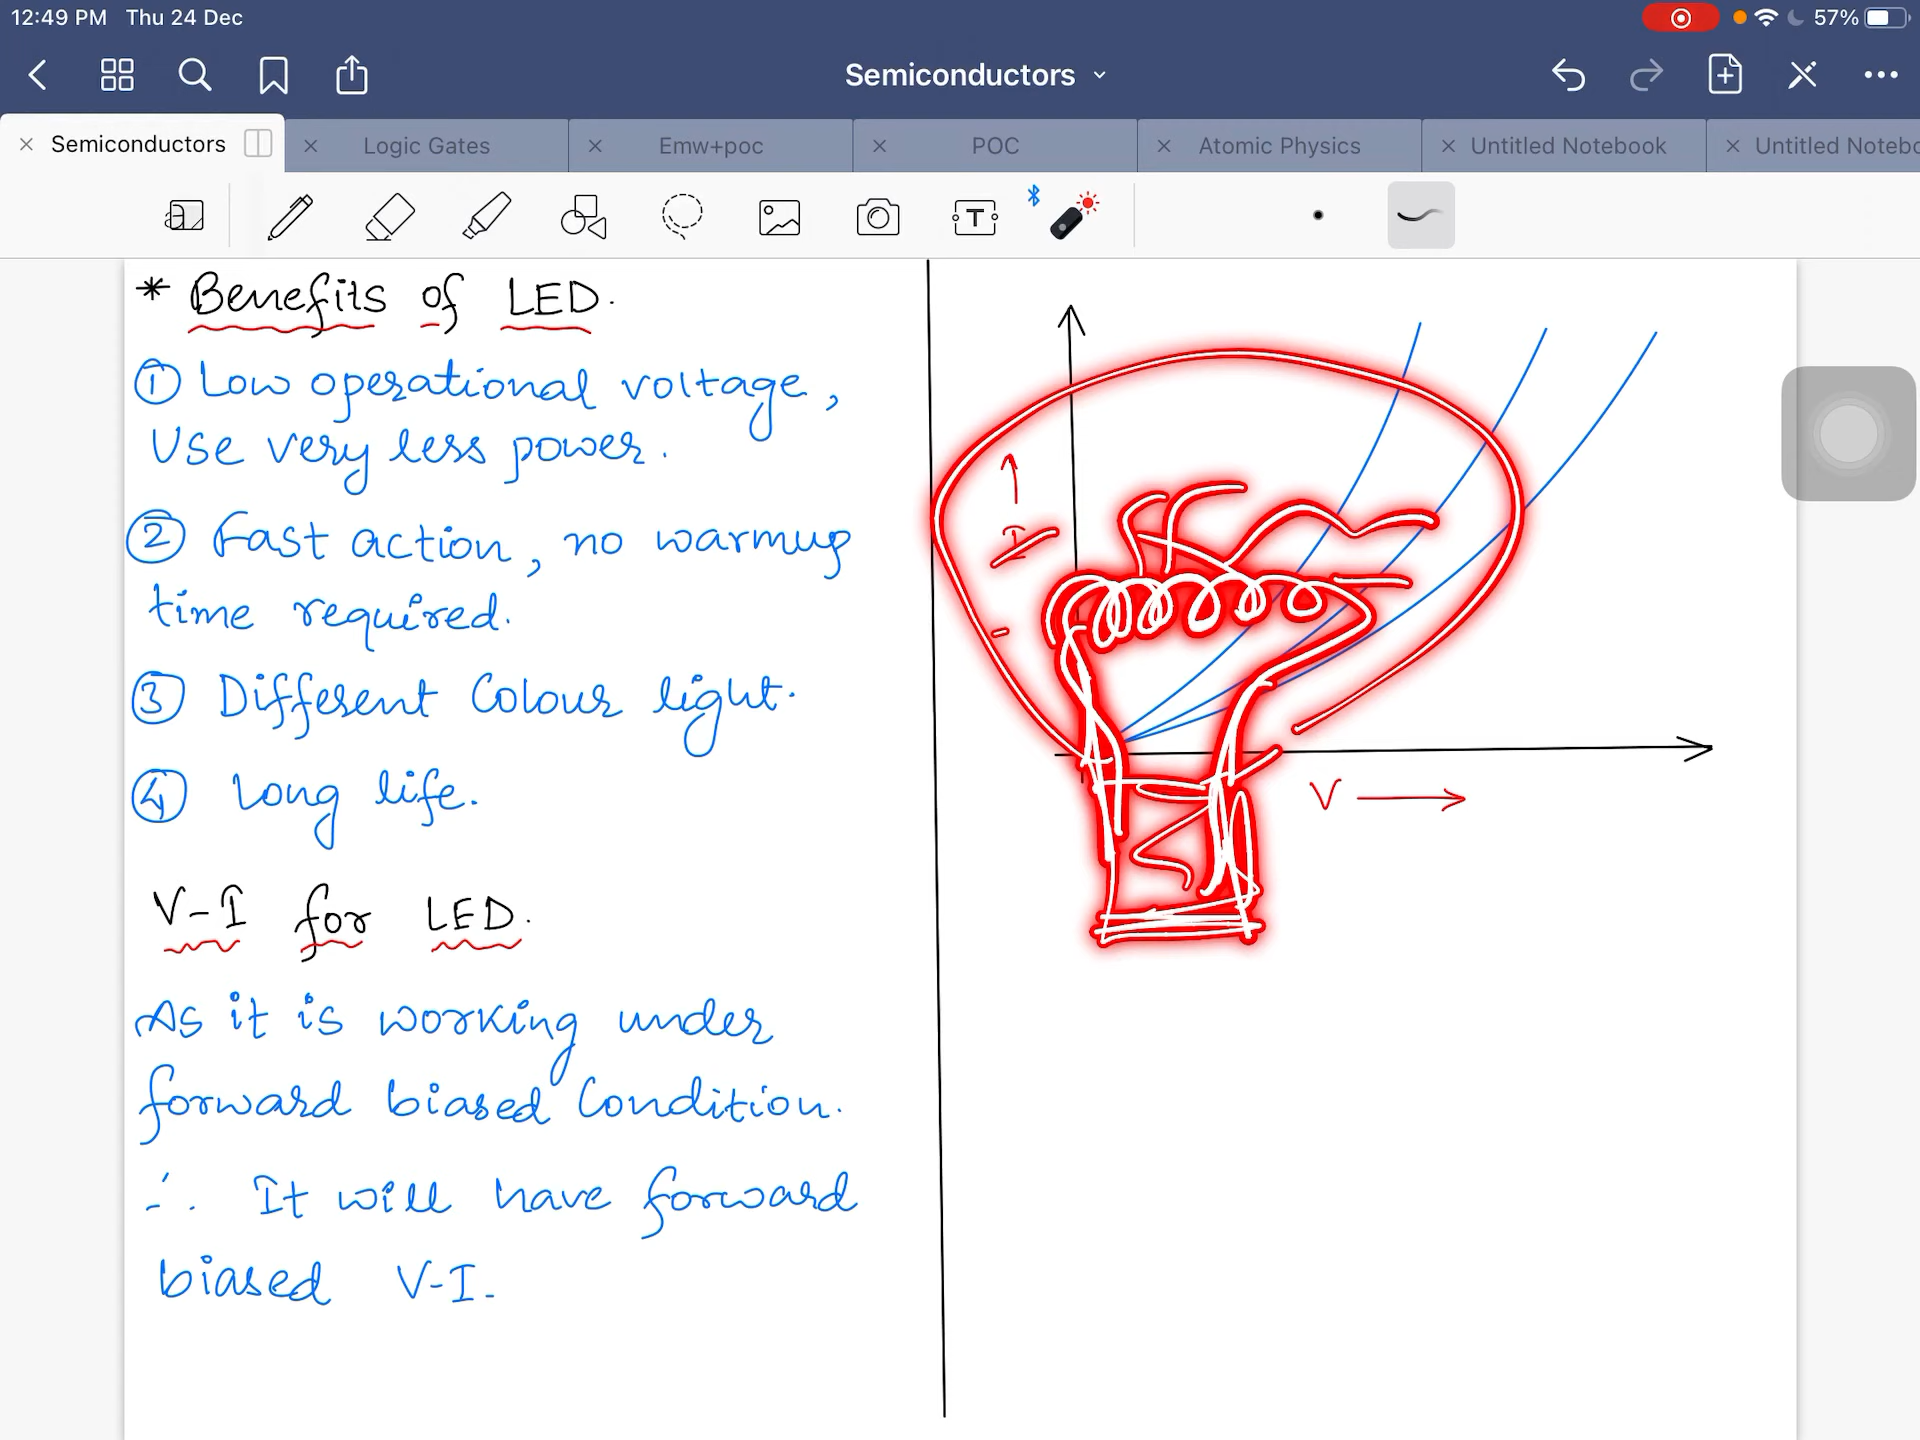 12:49 PM Thu 24 Dec
57%
Semiconductors
Semiconductors
Logic Gates
Emw+poc
POC
Atomic Physics
Untitled Notebook
Untitled Notebo
* Benefits of LED.
① Low operational voltage,
Use very less power.
② Fast action, no warmup
time required.
③ Different Colour light.
④ Long life.
V-I for LED.
As it is working under
forward biased Condition.
∴ It will have forward
biased V-I.
I
V